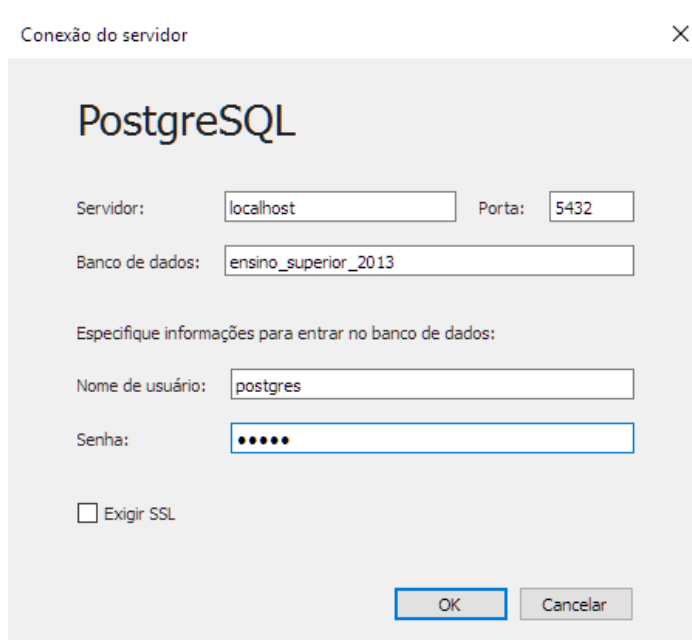 Conexão do servidor
PostgreSQL
Servidor: localhost Porta: 5432
Banco de dados: ensino_superior_2013
Especifique informações para entrar no banco de dados:
Nome de usuário: postgres
Senha: •••••
Exigir SSL
OK Cancelar